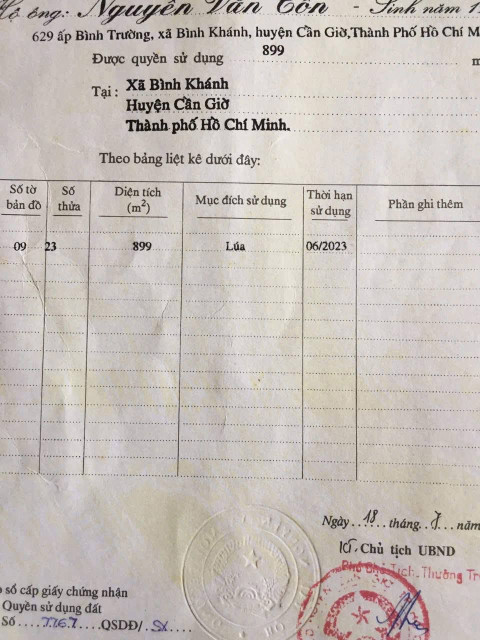 Hộ ông: Nguyễn Văn Côn - Sinh năm 1
629 ấp Bình Trường, xã Bình Khánh, huyện Cần Giờ,Thành Phố Hồ Chí M
Được quyền sử dụng 899 m
Tại : Xã Bình Khánh
Huyện Cần Giờ
Thành phố Hồ Chí Minh.
Theo bảng liệt kê dưới đây:
Số tờ bản đồ Số thửa Diện tích (m²) Mục đích sử dụng Thời hạn sử dụng Phần ghi thêm
09 23 899 Lúa 06/2023
Ngày 18 tháng 7 năm
Kt Chủ tịch UBND
Phó Chủ Tịch Thường Tr
o sổ cấp giấy chứng nhận
Quyền sử dụng đất
Số QSDĐ/ SX